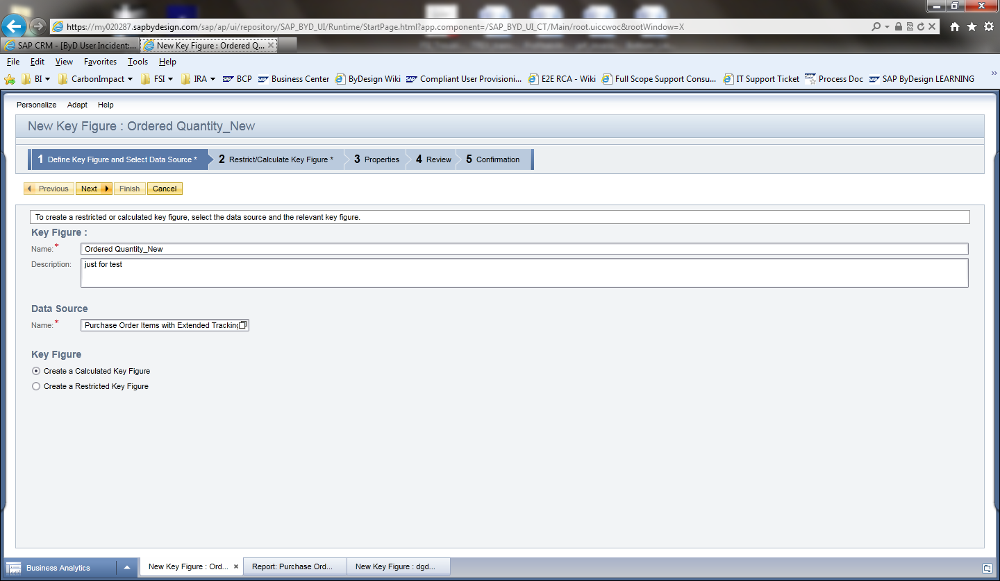 https://my020287.sapbydesign.com/sap/ap/ui/repository/SAP_BYD_UI/Runtime/StartPage.html?app.component=/SAP_BYD_UI_CT/Main/root.uiccwoc&rootWindow=X
SAP CRM - [ByD User Incident:... New Key Figure : Ordered Q...
File Edit View Favorites Tools Help
BI CarbonImpact FSI IRA BCP Business Center ByDesign Wiki Compliant User Provisioni... E2E RCA - Wiki Full Scope Support Consu... IT Support Ticket Process Doc SAP ByDesign LEARNING
Personalize Adapt Help
New Key Figure : Ordered Quantity_New
1 Define Key Figure and Select Data Source * 2 Restrict/Calculate Key Figure * 3 Properties 4 Review 5 Confirmation
Previous Next Finish Cancel
To create a restricted or calculated key figure, select the data source and the relevant key figure.
Key Figure :
Name:* Ordered Quantity_New
Description: just for test
Data Source
Name:* Purchase Order Items with Extended Tracking
Key Figure
Create a Calculated Key Figure
Create a Restricted Key Figure
Business Analytics New Key Figure : Ord... Report: Purchase Ord... New Key Figure : dgd...